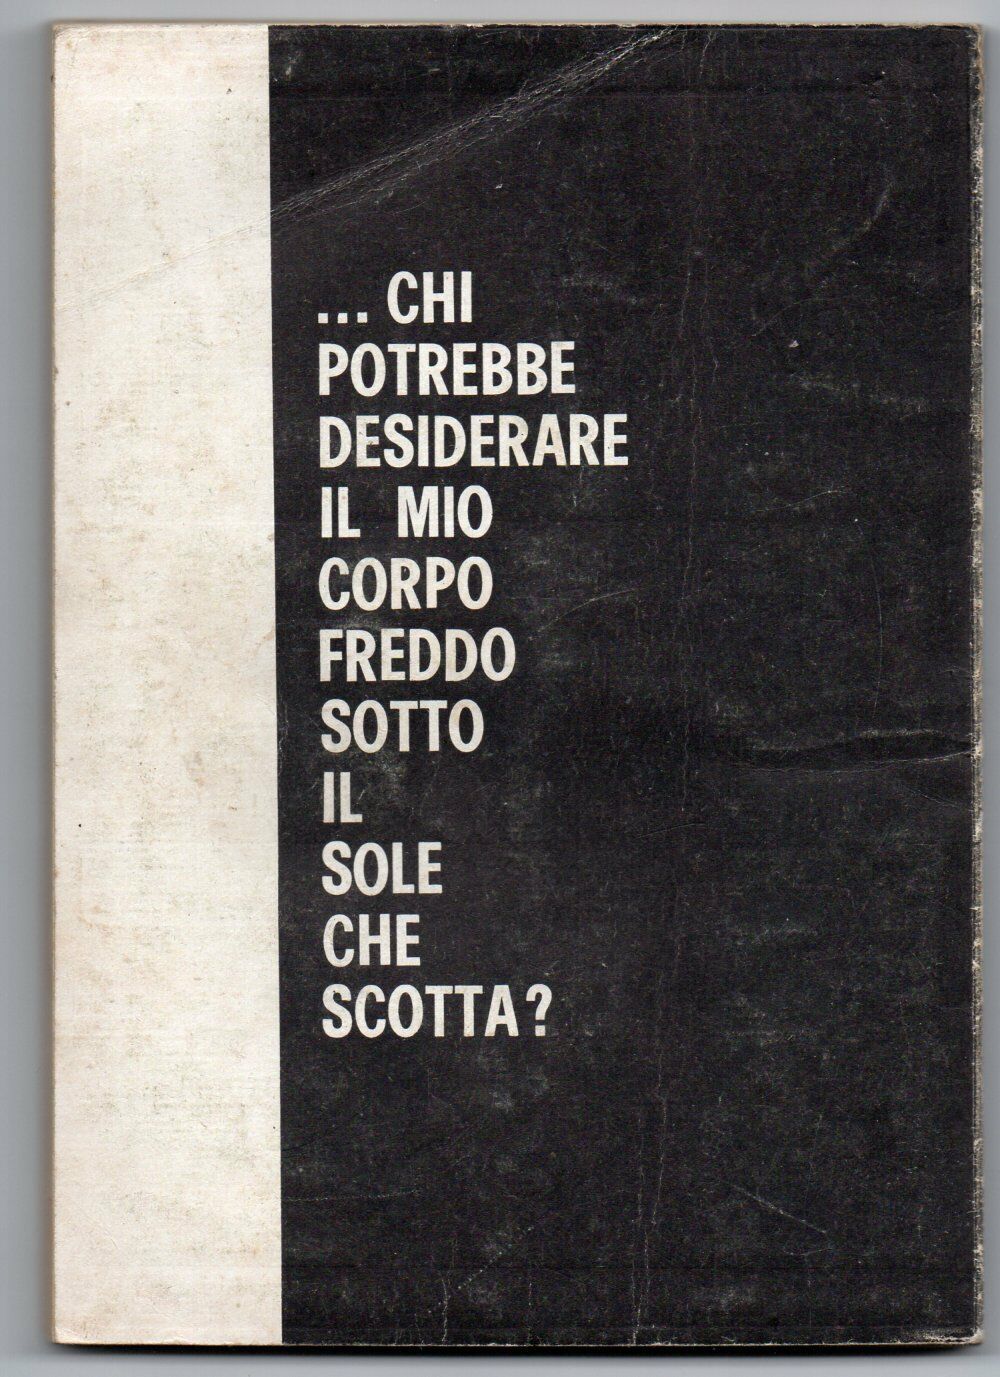 ... CHI
POTREBBE
DESIDERARE
IL MIO
CORPO
FREDDO
SOTTO
IL
SOLE
CHE
SCOTTA?